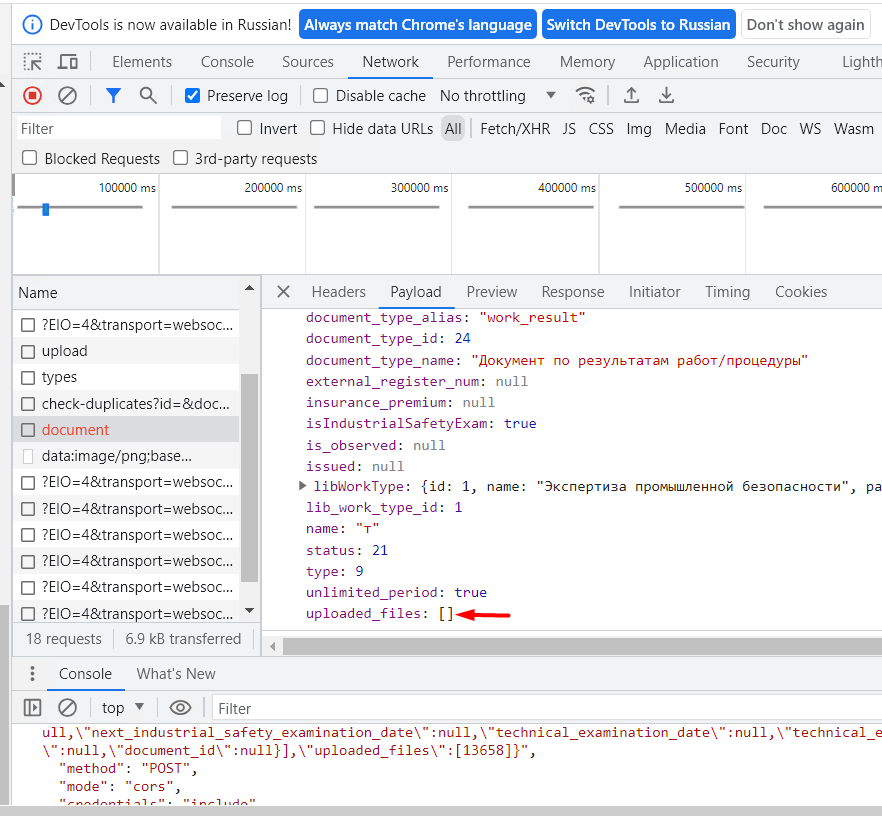 DevTools is now available in Russian! Always match Chrome's language Switch DevTools to Russian Don't show again
Elements Console Sources Network Performance Memory Application Security Lighth
Preserve log Disable cache No throttling
Filter Invert Hide data URLs All Fetch/XHR JS CSS Img Media Font Doc WS Wasm
Blocked Requests 3rd-party requests
100000 ms 200000 ms 300000 ms 400000 ms 500000 ms 600000 m
Name
?EIO=4&transport=websoc...
upload
types
check-duplicates?id=&doc...
document
data:image/png;base...
?EIO=4&transport=websoc...
?EIO=4&transport=websoc...
?EIO=4&transport=websoc...
?EIO=4&transport=websoc...
?EIO=4&transport=websoc...
?EIO=4&transport=websoc...
18 requests 6.9 kB transferred
Headers Payload Preview Response Initiator Timing Cookies
document_type_alias: "work_result"
document_type_id: 24
document_type_name: "Документ по результатам работ/процедуры"
external_register_num: null
insurance_premium: null
isIndustrialSafetyExam: true
is_observed: null
issued: null
libWorkType: {id: 1, name: "Экспертиза промышленной безопасности", ра
lib_work_type_id: 1
name: "т"
status: 21
type: 9
unlimited_period: true
uploaded_files: []
Console What's New
top Filter
ull,\"next_industrial_safety_examination_date\":null,\"technical_examination_date\":null,\"technical_e
\":null,\"document_id\":null}],\"uploaded_files\":[13658]}",
"method": "POST",
"mode": "cors",
"credentials": "include"